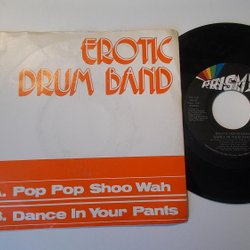 EROTIC
DRUM BAND
A. Pop Pop Shoo Wah
B. Dance in Your Pants
PRISM